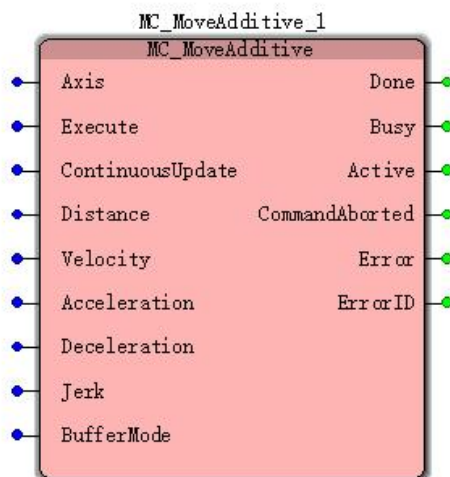 MC_MoveAdditive_1
MC_MoveAdditive
Axis Done
Execute Busy
ContinuousUpdate Active
Distance CommandAborted
Velocity Error
Acceleration ErrorID
Deceleration
Jerk
BufferMode